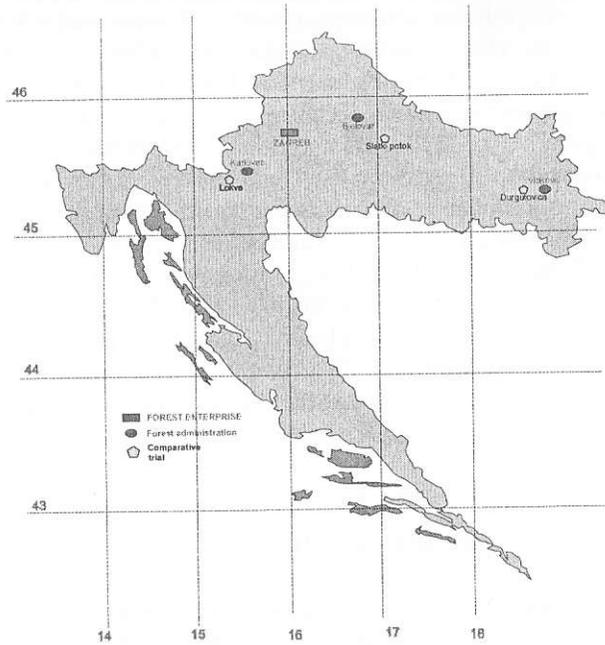 46
Bjelovar
ZAGREB
Slatki potok
Karlovac
Lokve
Durgutovica
45
44
FOREST ENTERPRISE
Forest administration
Comparative
trial
43
14
15
16
17
18